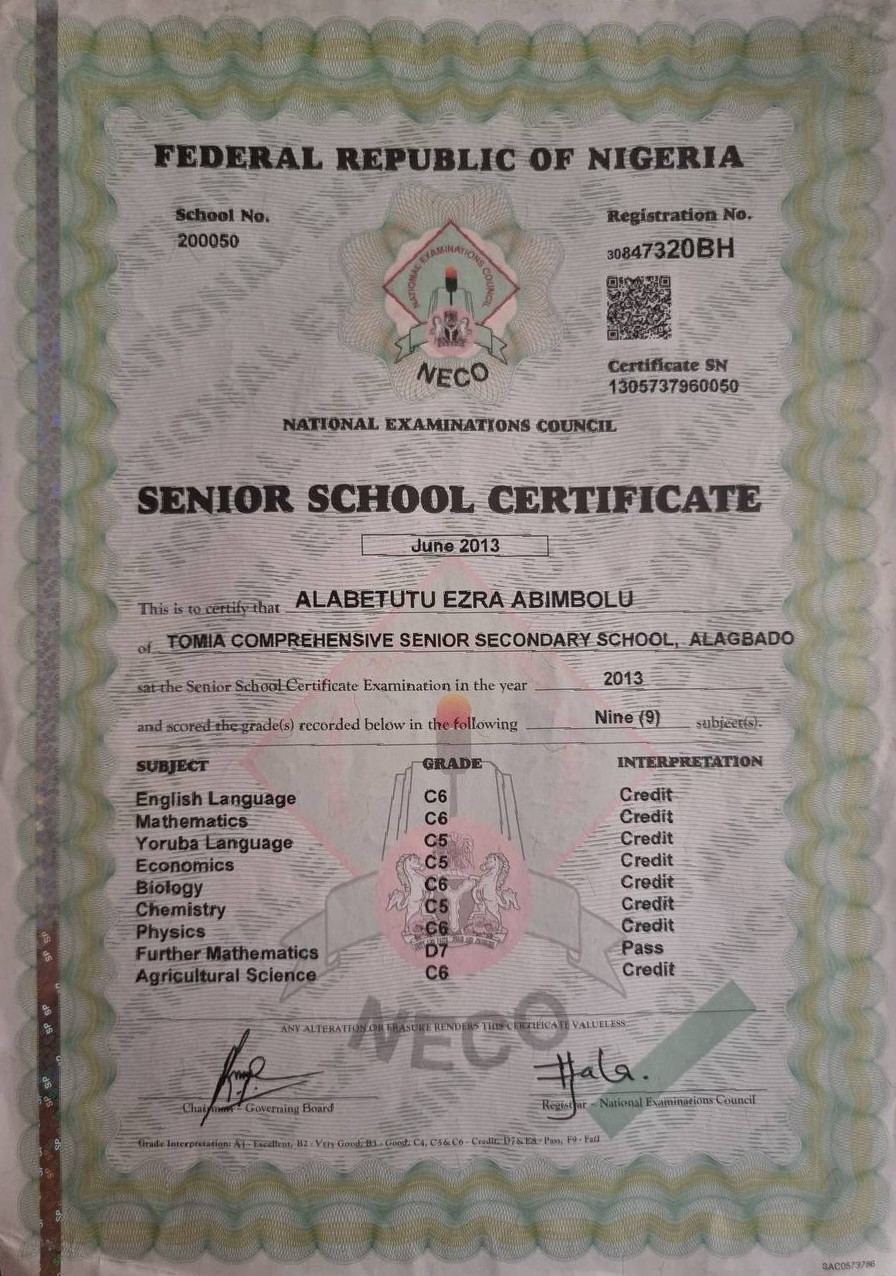 FEDERAL REPUBLIC OF NIGERIA
School No.
200050
Registration No.
30847320BH
NATIONAL EXAMINATIONS COUNCIL
NECO
Certificate SN
1305737960050
NATIONAL EXAMINATIONS COUNCIL
SENIOR SCHOOL CERTIFICATE
June 2013
This is to certify that ALABETUTU EZRA ABIMBOLU
of TOMIA COMPREHENSIVE SENIOR SECONDARY SCHOOL, ALAGBADO
sat the Senior School Certificate Examination in the year 2013
and scored the grade(s) recorded below in the following Nine (9) subject(s).
SUBJECT GRADE INTERPRETATION
English Language C6 Credit
Mathematics C6 Credit
Yoruba Language C5 Credit
Economics C5 Credit
Biology C6 Credit
Chemistry C5 Credit
Physics C6 Credit
Further Mathematics D7 Pass
Agricultural Science C6 Credit
NECO
ANY ALTERATION OR ERASURE RENDERS THIS CERTIFICATE VALUELESS
Chairman - Governing Board
Registrar - National Examinations Council
Grade Interpretation: A1 - Excellent, B2 - Very Good, B3 - Good, C4, C5 & C6 - Credit, D7 & E8 - Pass, F9 - Fail
SAC0573786